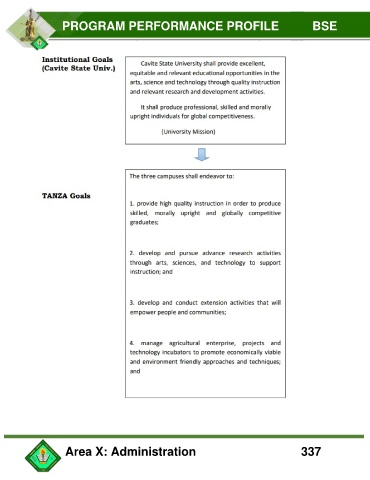 PROGRAM PERFORMANCE PROFILE BSE
Institutional Goals
(Cavite State Univ.)
Cavite State University shall provide excellent,
equitable and relevant educational opportunities in the
arts, science and technology through quality instruction
and relevant research and development activities.
It shall produce professional, skilled and morally
upright individuals for global competitiveness.
(University Mission)
TANZA Goals
The three campuses shall endeavor to:
1. provide high quality instruction in order to produce
skilled, morally upright and globally competitive
graduates;
2. develop and pursue advance research activities
through arts, sciences, and technology to support
instruction; and
3. develop and conduct extension activities that will
empower people and communities;
4. manage agricultural enterprise, projects and
technology incubators to promote economically viable
and environment friendly approaches and techniques;
and
Area X: Administration 337